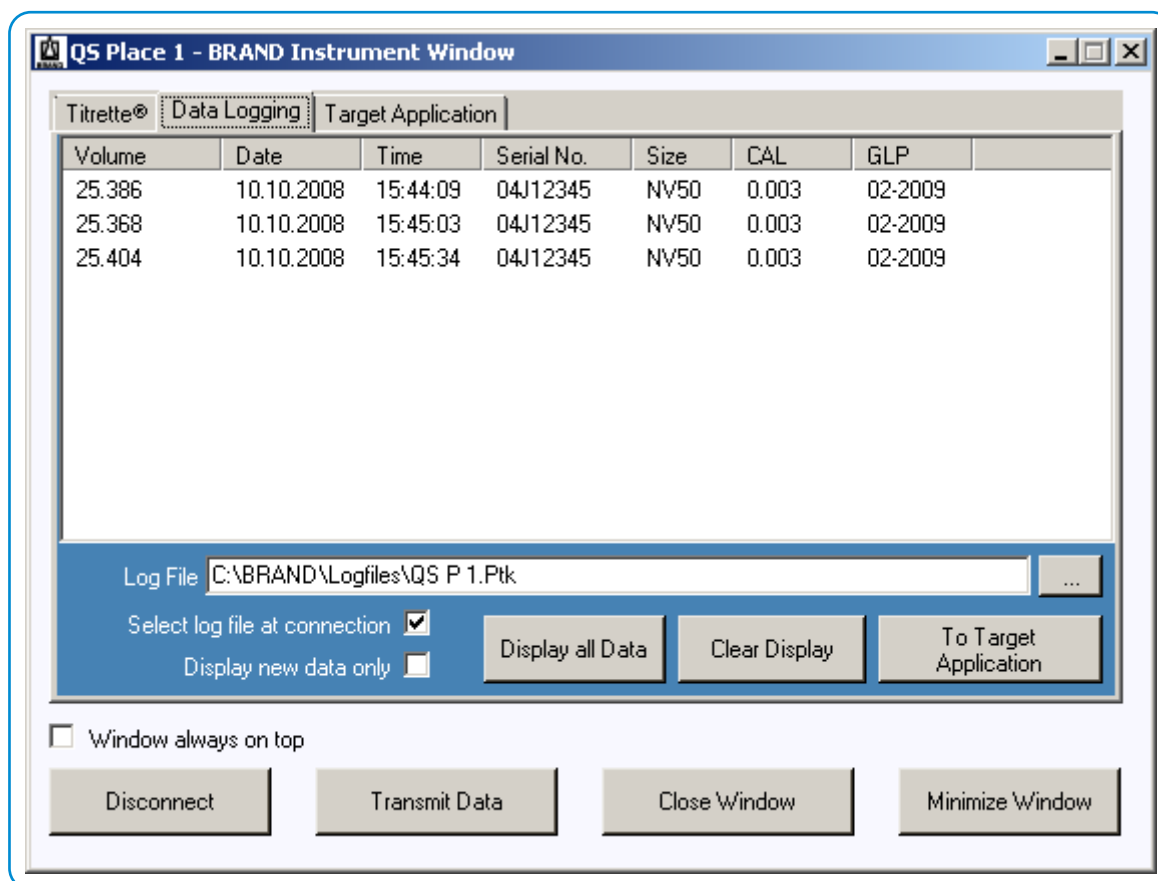 QS Place 1 - BRAND Instrument Window
Titrette® Data Logging Target Application
Volume Date Time Serial No. Size CAL GLP
25.386 10.10.2008 15:44:09 04J12345 NV50 0.003 02-2009
25.368 10.10.2008 15:45:03 04J12345 NV50 0.003 02-2009
25.404 10.10.2008 15:45:34 04J12345 NV50 0.003 02-2009
Log File C:\BRAND\Logfiles\QS P 1.Ptk ...
Select log file at connection
Display new data only
Display all Data Clear Display To Target
Application
Window always on top
Disconnect Transmit Data Close Window Minimize Window